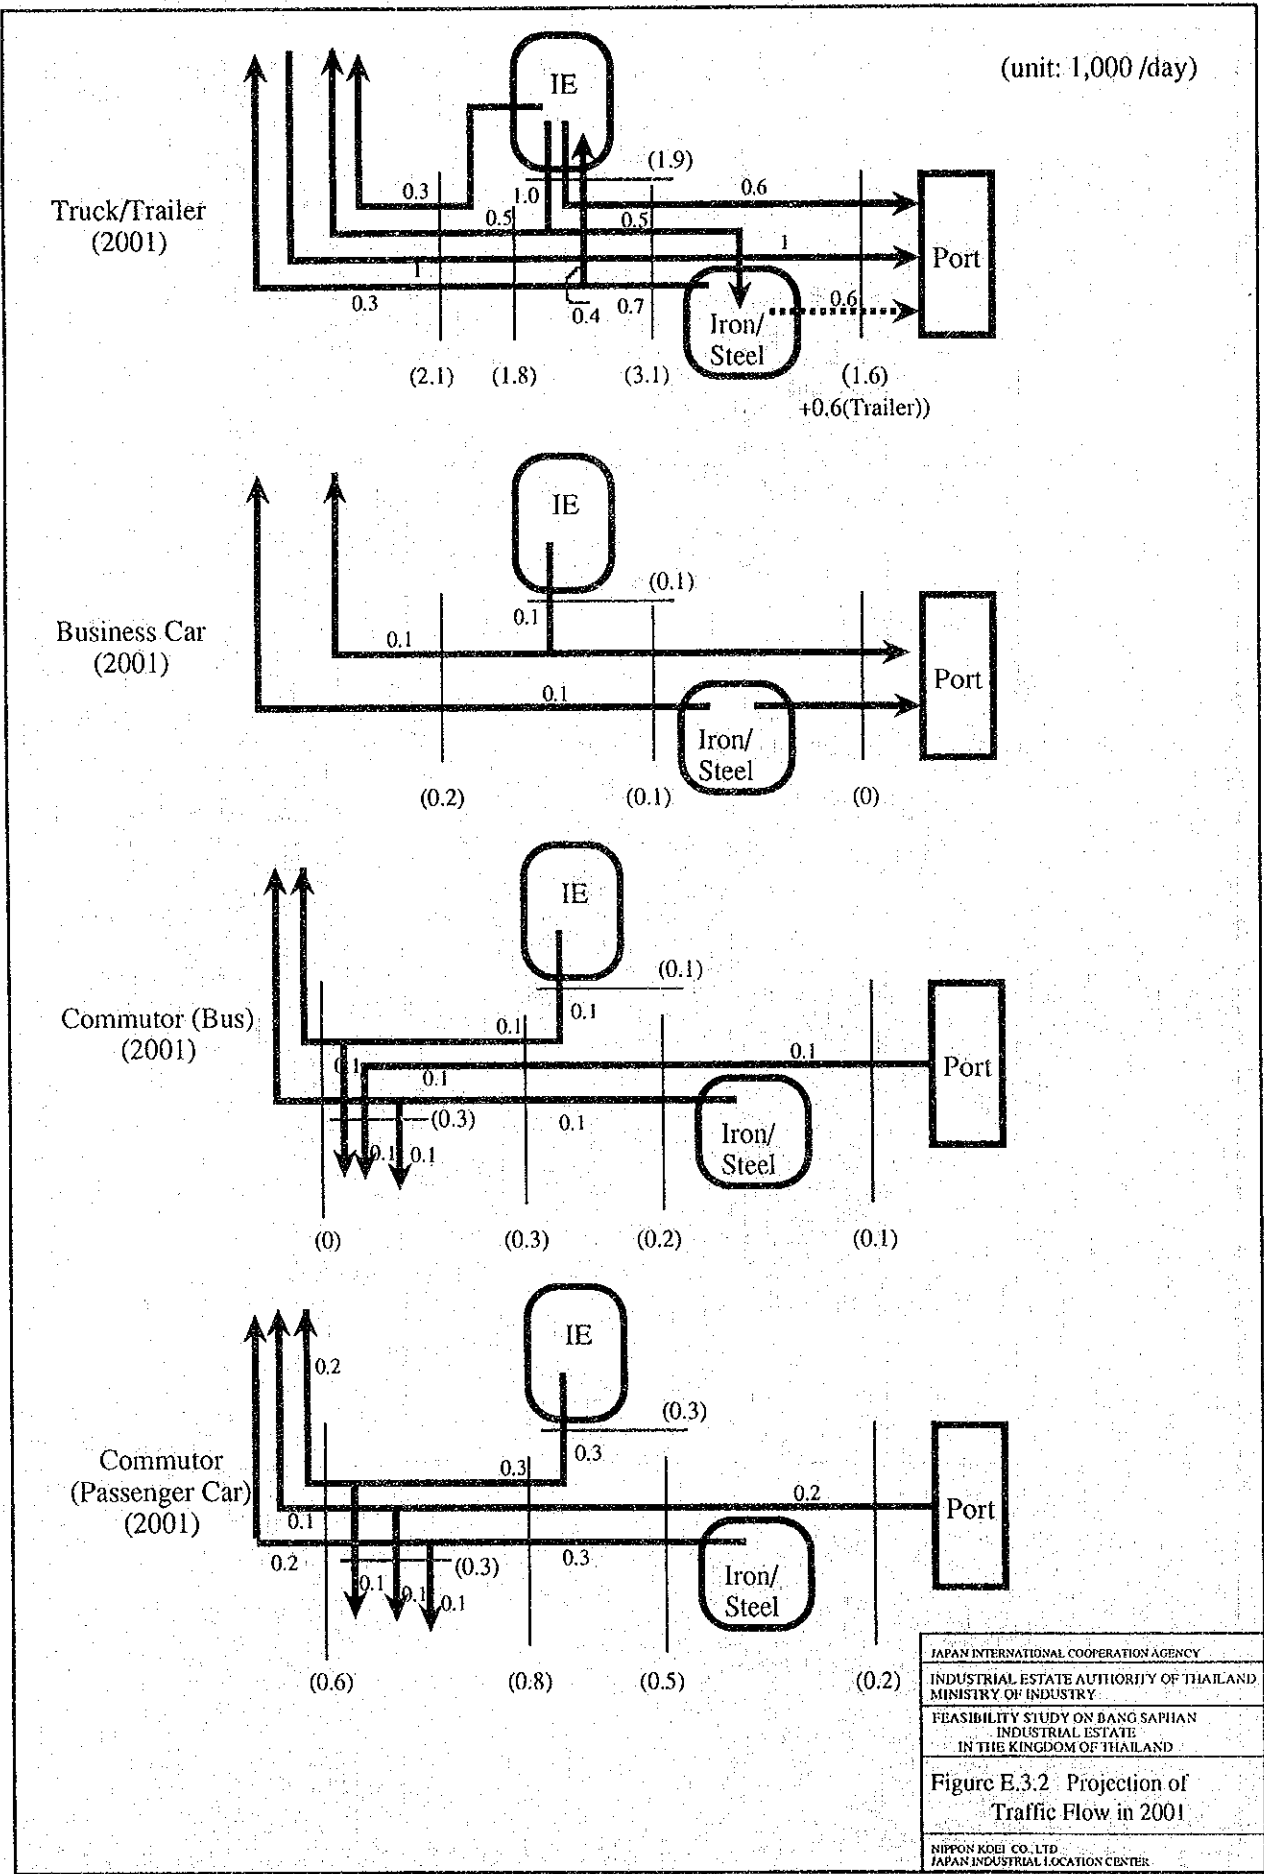 (unit: 1,000 /day)
IE
(1.9)
0.3
1.0
0.6
Truck/Trailer
(2001)
0.5
0.5
1
Port
1
0.3
0.4
0.7
0.6
Iron/
Steel
(2.1)
(1.8)
(3.1)
(1.6)
+0.6(Trailer))
IE
(0.1)
0.1
Business Car
(2001)
0.1
0.1
Port
Iron/
Steel
(0.2)
(0.1)
(0)
IE
(0.1)
0.1
Commutor (Bus)
(2001)
0.1
0.1
0.1
0.1
Port
(0.3)
0.1
0.1
0.1
Iron/
Steel
(0)
(0.3)
(0.2)
(0.1)
IE
0.2
(0.3)
0.3
Commutor
(Passenger Car)
(2001)
0.3
0.2
0.1
Port
0.2
(0.3)
0.3
0.1
0.1
0.1
Iron/
Steel
(0.6)
(0.8)
(0.5)
(0.2)
JAPAN INTERNATIONAL COOPERATION AGENCY
INDUSTRIAL ESTATE AUTHORITY OF THAILAND
MINISTRY OF INDUSTRY
FEASIBILITY STUDY ON BANG SAPHAN
INDUSTRIAL ESTATE
IN THE KINGDOM OF THAILAND
Figure E.3.2 Projection of
Traffic Flow in 2001
NIPPON KOEI CO.,LTD
JAPAN INDUSTRIAL LOCATION CENTER